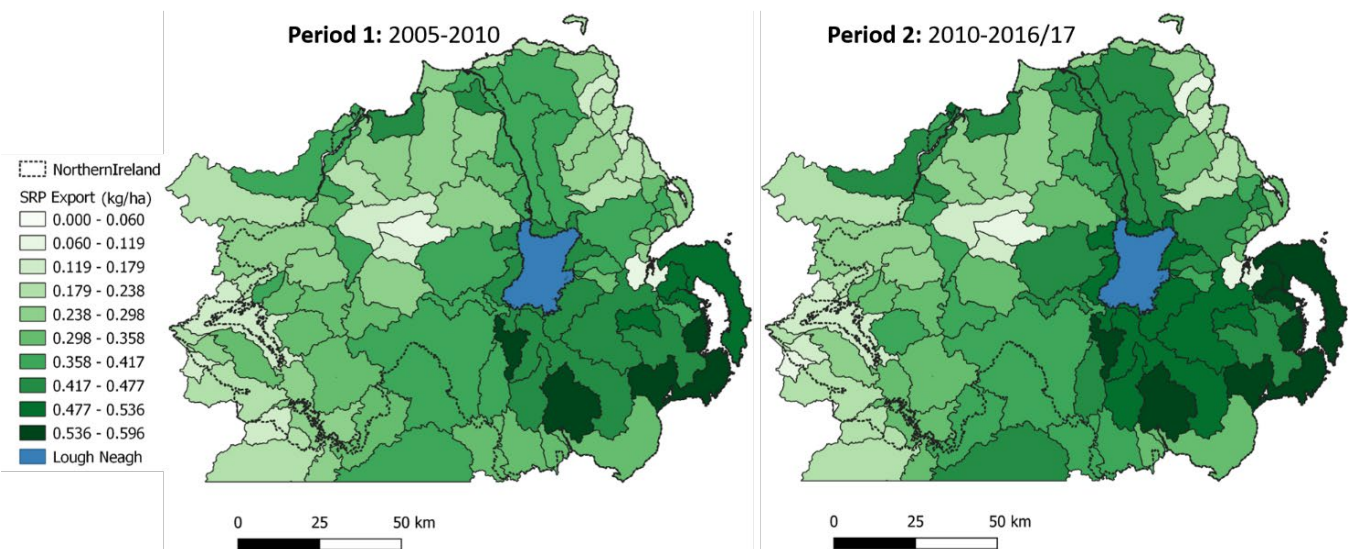 Period 1: 2005-2010
Period 2: 2010-2016/17
NorthernIreland
SRP Export (kg/ha)
0.000 - 0.060
0.060 - 0.119
0.119 - 0.179
0.179 - 0.238
0.238 - 0.298
0.298 - 0.358
0.358 - 0.417
0.417 - 0.477
0.477 - 0.536
0.536 - 0.596
Lough Neagh
0 25 50 km
0 25 50 km